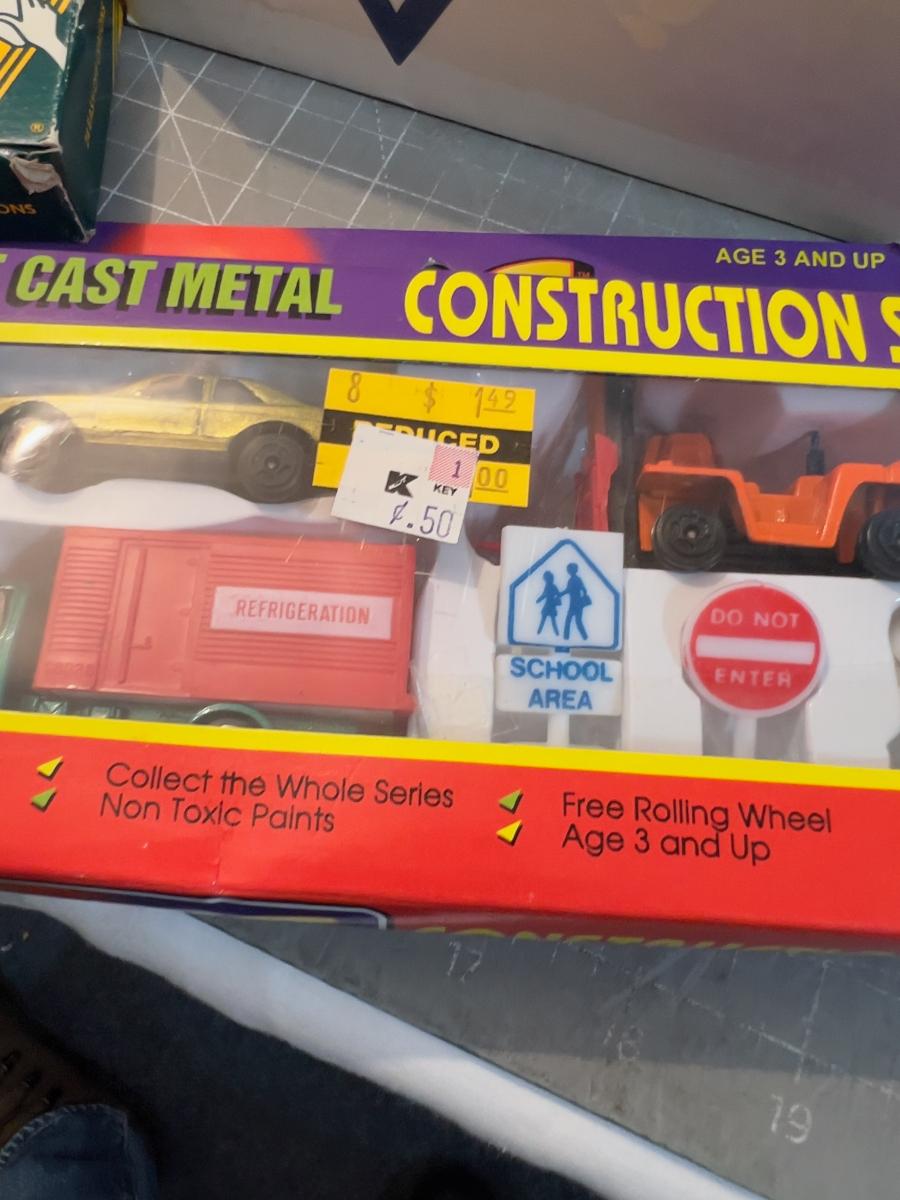 ®
ONS
AGE 3 AND UP
CAST METAL
CONSTRUCTION S
TM
8 $ 1.49
REDUCED
.00
K
1
KEY
¢.50
REFRIGERATION
SCHOOL
AREA
DO NOT
ENTER
Collect the Whole Series
Non Toxic Paints
Free Rolling Wheel
Age 3 and Up
17
18
19